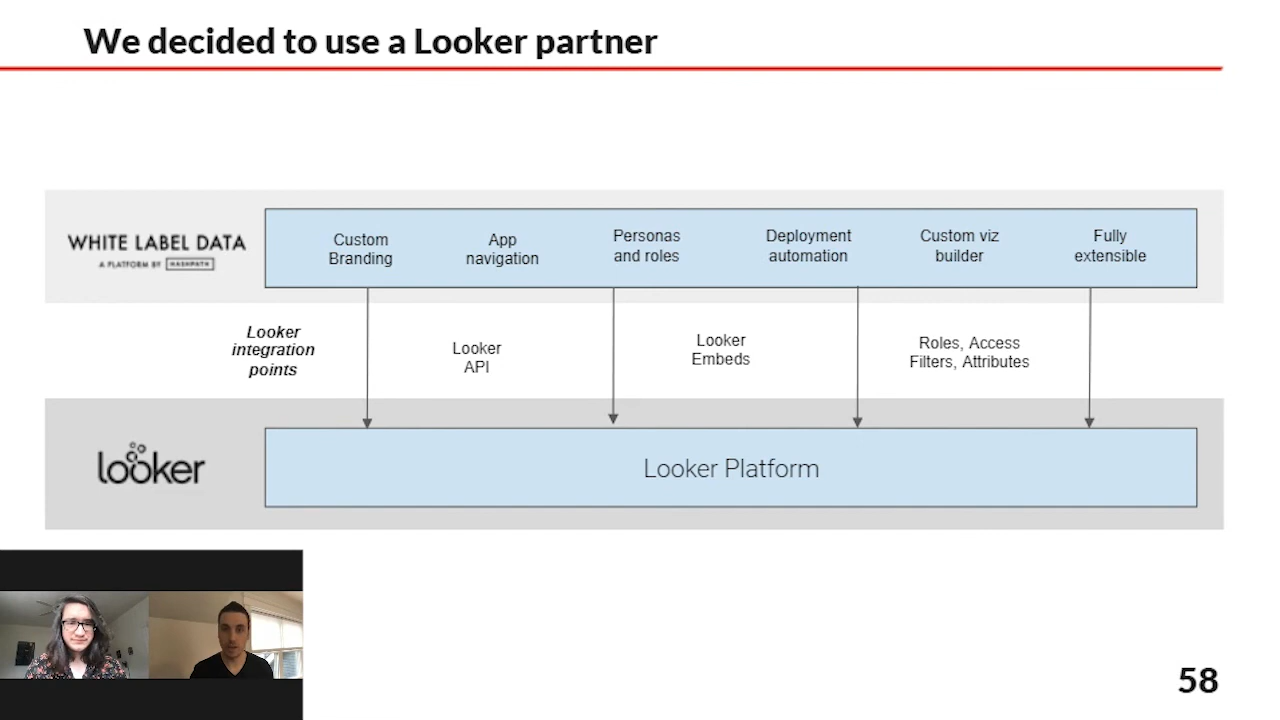 We decided to use a Looker partner
WHITE LABEL DATA
A PLATFORM BY HASHPATH
Custom
Branding
App
navigation
Personas
and roles
Deployment
automation
Custom viz
builder
Fully
extensible
Looker
integration
points
Looker
API
Looker
Embeds
Roles, Access
Filters, Attributes
looker
Looker Platform
58